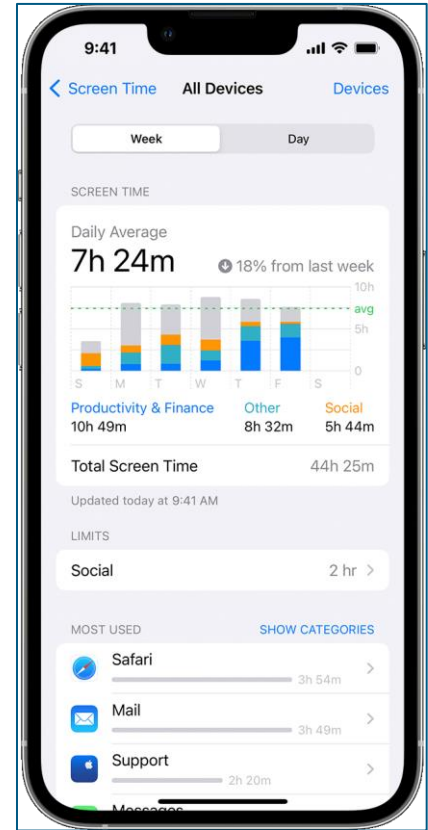 9:41
Screen Time All Devices Devices
Week Day
SCREEN TIME
Daily Average
7h 24m 18% from last week
10h
avg
5h
0
S M T W T F S
Productivity & Finance Other Social
10h 49m 8h 32m 5h 44m
Total Screen Time 44h 25m
Updated today at 9:41 AM
LIMITS
Social 2 hr
MOST USED SHOW CATEGORIES
Safari
3h 54m
Mail
3h 49m
Support
2h 20m
Messages